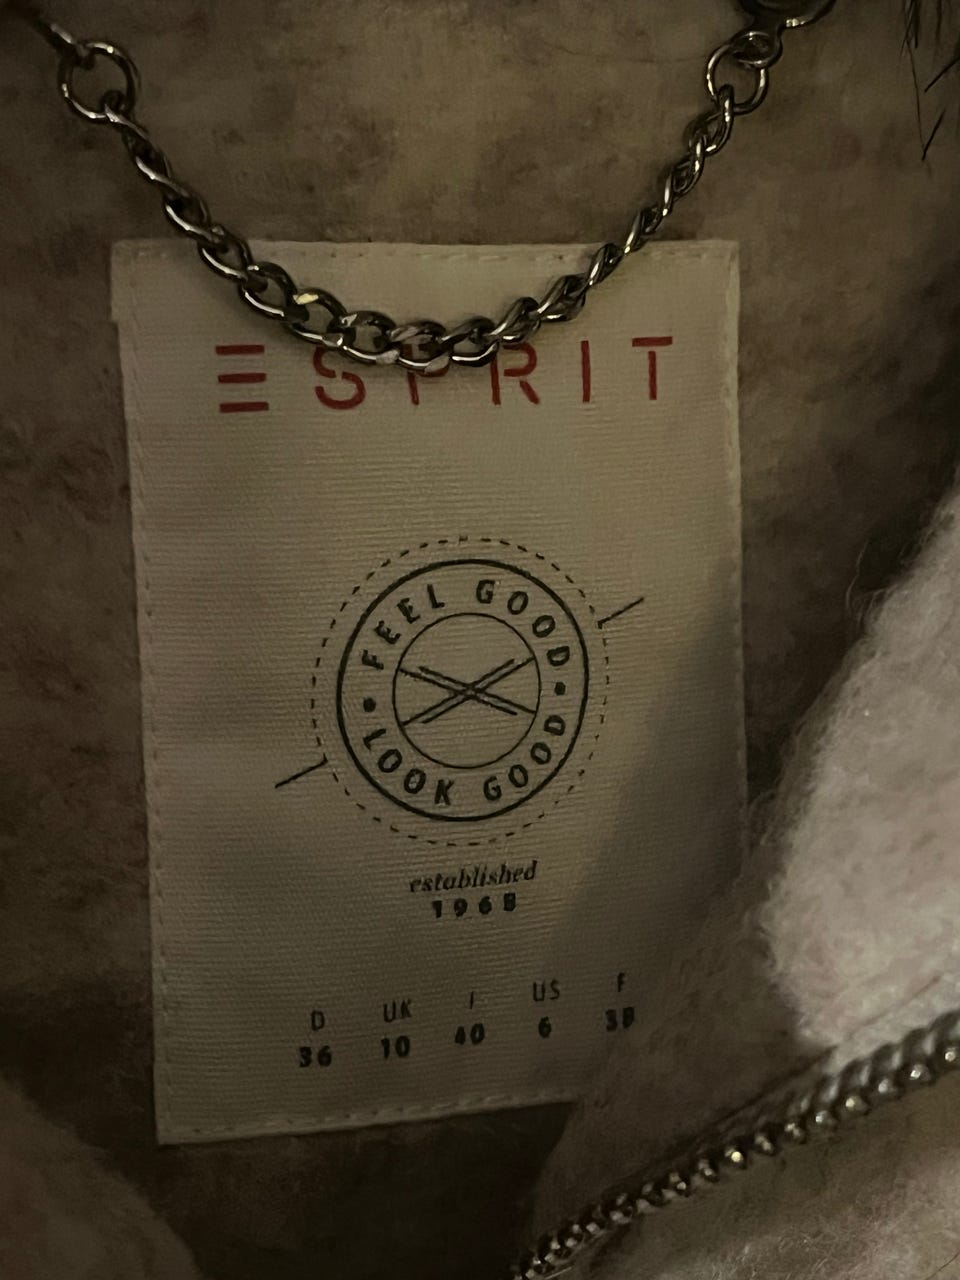 ESPRIT
FEEL GOOD
LOOK GOOD
established
1968
D UK I US F
36 10 40 6 38